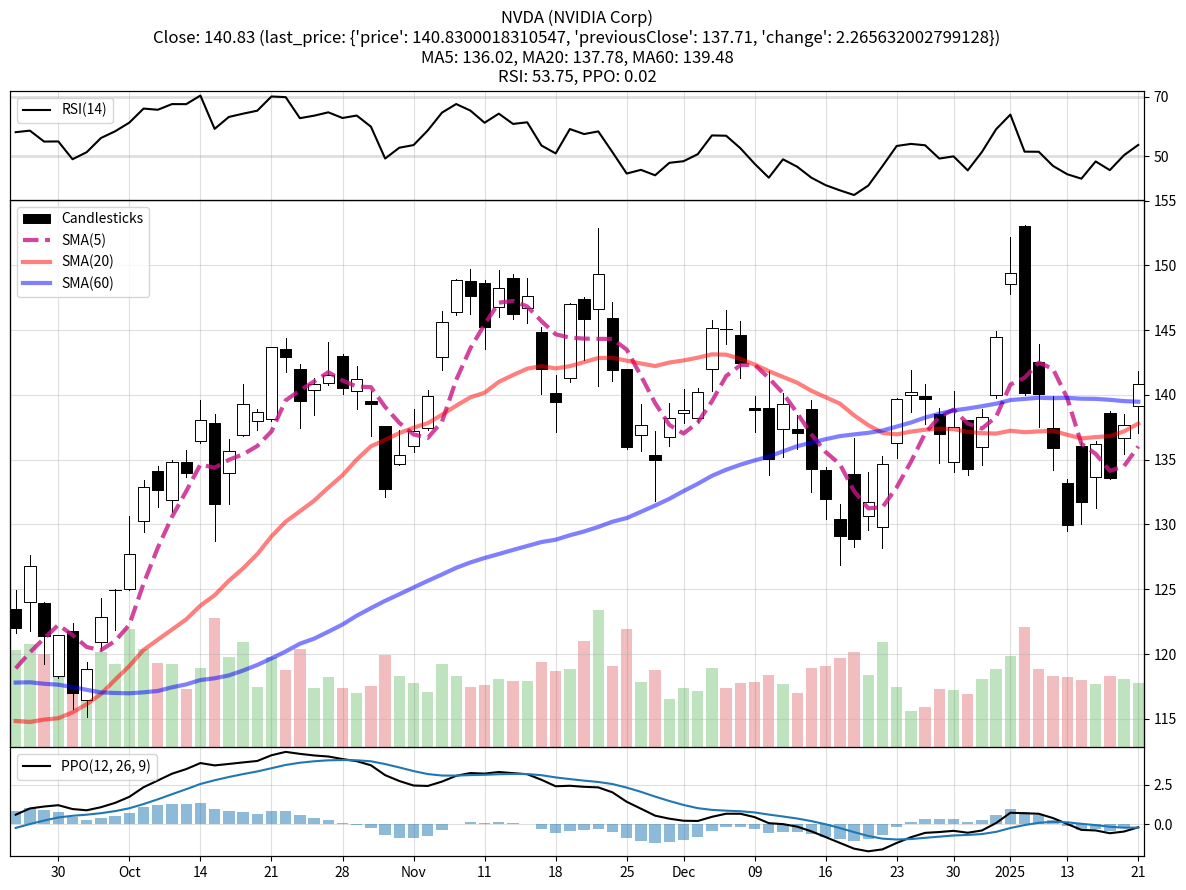 NVDA (NVIDIA Corp)
Close: 140.83 (last_price: {'price': 140.8300018310547, 'previousClose': 137.71, 'change': 2.265632002799128})
MA5: 136.02, MA20: 137.78, MA60: 139.48
RSI: 53.75, PPO: 0.02
RSI(14)
70
50
155
Candlesticks
SMA(5)
SMA(20)
SMA(60)
150
145
140
135
130
125
120
115
PPO(12, 26, 9)
2.5
0.0
30 Oct 14 21 28 Nov 11 18 25 Dec 09 16 23 30 2025 13 21